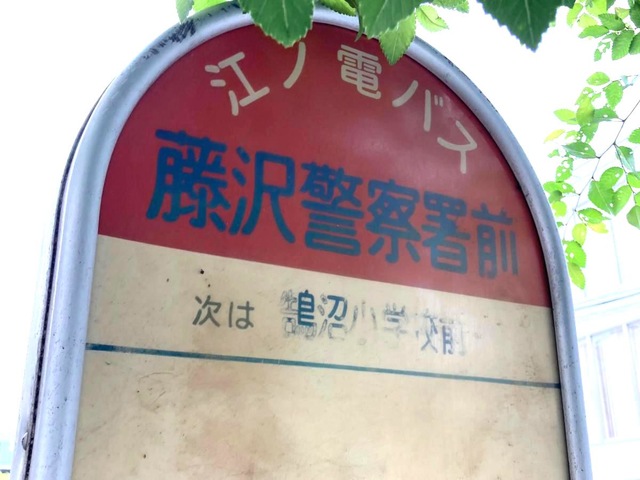 江ノ電バス
藤沢警察署前
次は 鵠沼小学校前